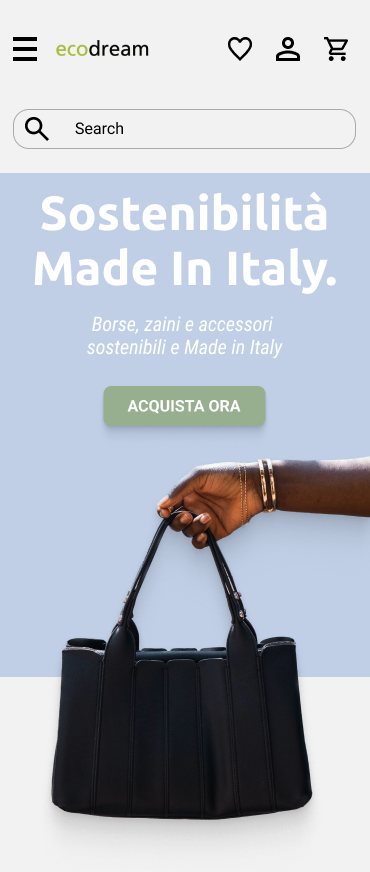 ecodream
Search
Sostenibilità
Made In Italy.
Borse, zaini e accessori
sostenibili e Made in Italy
ACQUISTA ORA